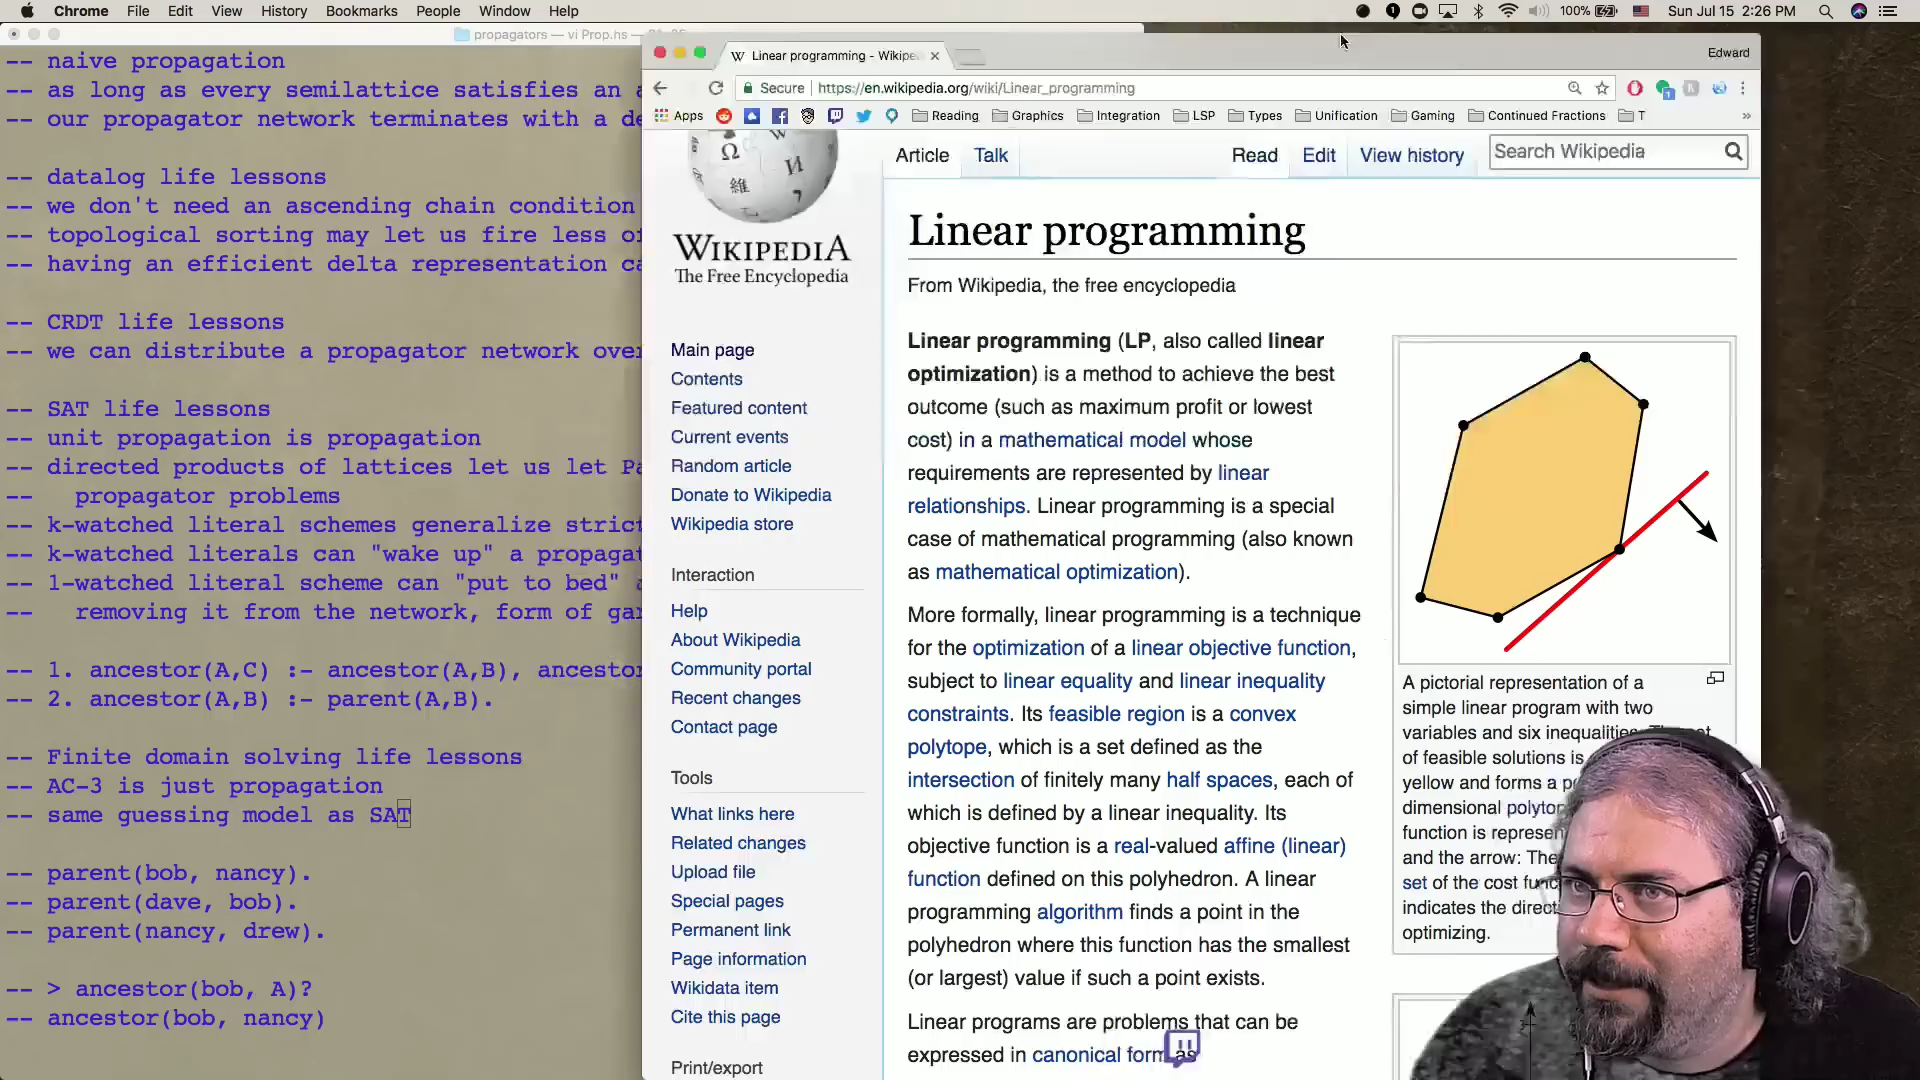 Chrome File Edit View History Bookmarks People Window Help
100% Sun Jul 15 2:26 PM
propagators — vi Prop.hs
-- naive propagation
-- as long as every semilattice satisfies an
-- our propagator network terminates with a
-- datalog life lessons
-- we don't need an ascending chain condition
-- topological sorting may let us fire less
-- having an efficient delta representation
-- CRDT life lessons
-- we can distribute a propagator network
-- SAT life lessons
-- unit propagation is propagation
-- directed products of lattices let us let
-- propagator problems
-- k-watched literal schemes generalize
-- k-watched literals can "wake up" a
-- 1-watched literal scheme can "put to bed"
-- removing it from the network, form of
-- 1. ancestor(A,C) :- ancestor(A,B),
-- 2. ancestor(A,B) :- parent(A,B).
-- Finite domain solving life lessons
-- AC-3 is just propagation
-- same guessing model as SAT
-- parent(bob, nancy).
-- parent(dave, bob).
-- parent(nancy, drew).
-- > ancestor(bob, A)?
-- ancestor(bob, nancy)
W Linear programming - Wikipe
Edward
Secure https://en.wikipedia.org/wiki/Linear_programming
Apps Reading Graphics Integration LSP Types Unification Gaming Continued Fractions T »
WIKIPEDIA
The Free Encyclopedia
Main page
Contents
Featured content
Current events
Random article
Donate to Wikipedia
Wikipedia store
Interaction
Help
About Wikipedia
Community portal
Recent changes
Contact page
Tools
What links here
Related changes
Upload file
Special pages
Permanent link
Page information
Wikidata item
Cite this page
Print/export
Article Talk Read Edit View history Search Wikipedia
Linear programming
From Wikipedia, the free encyclopedia
Linear programming (LP, also called linear
optimization) is a method to achieve the best
outcome (such as maximum profit or lowest
cost) in a mathematical model whose
requirements are represented by linear
relationships. Linear programming is a special
case of mathematical programming (also known
as mathematical optimization).
More formally, linear programming is a technique
for the optimization of a linear objective function,
subject to linear equality and linear inequality
constraints. Its feasible region is a convex
polytope, which is a set defined as the
intersection of finitely many half spaces, each of
which is defined by a linear inequality. Its
objective function is a real-valued affine (linear)
function defined on this polyhedron. A linear
programming algorithm finds a point in the
polyhedron where this function has the smallest
(or largest) value if such a point exists.
Linear programs are problems that can be
expressed in canonical form as
A pictorial representation of a
simple linear program with two
variables and six inequalities.
of feasible solutions is
yellow and forms a
dimensional
function is
and the arrow: The
set of the cost
indicates the
optimizing.